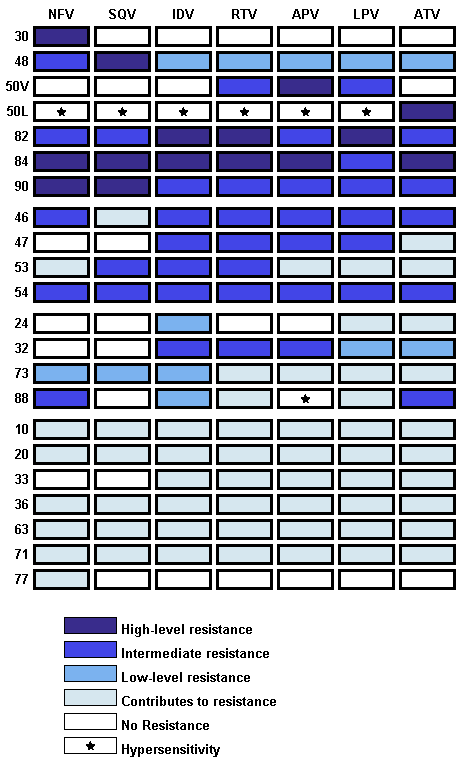 NFV SQV IDV RTV APV LPV ATV
30
48
50V
50L
82
84
90
46
47
53
54
24
32
73
88
10
20
33
36
63
71
77
High-level resistance
Intermediate resistance
Low-level resistance
Contributes to resistance
No Resistance
Hypersensitivity